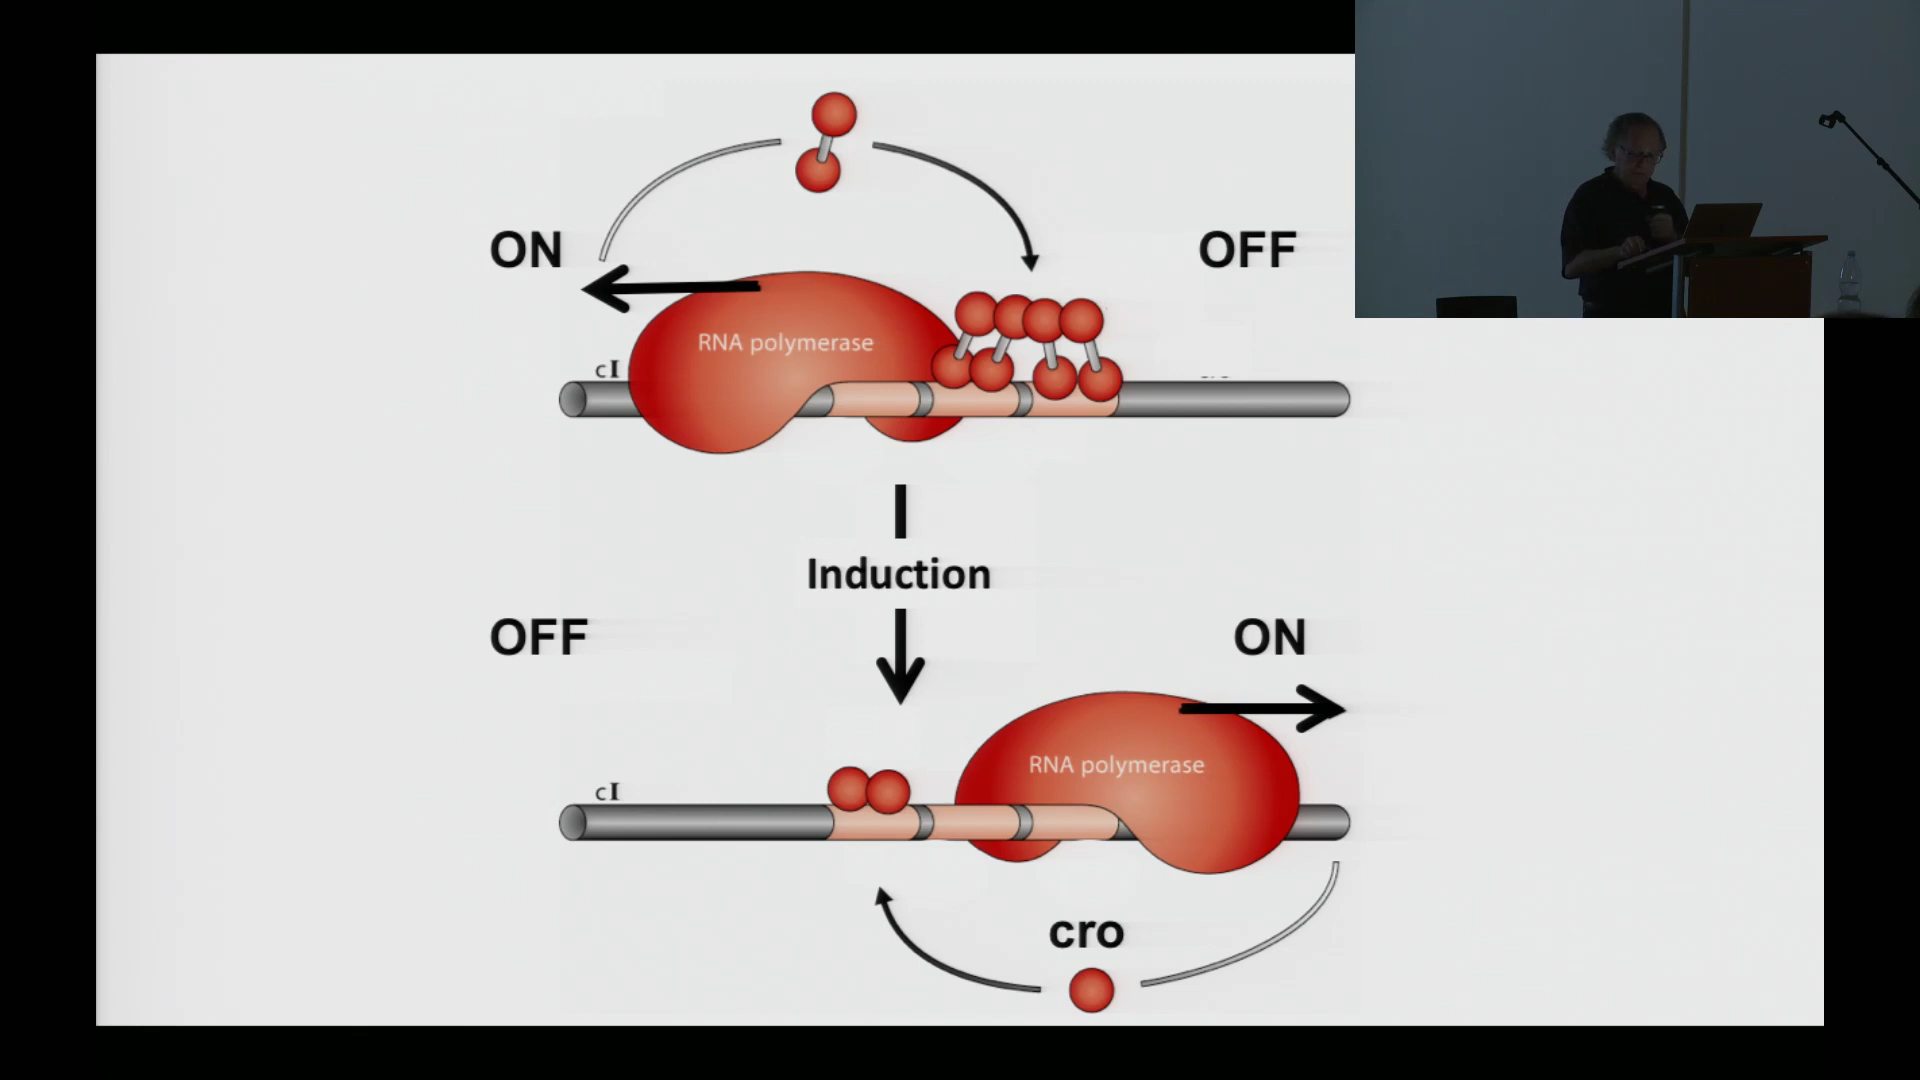 ON
OFF
RNA polymerase
cI
Induction
OFF
ON
RNA polymerase
cI
cro